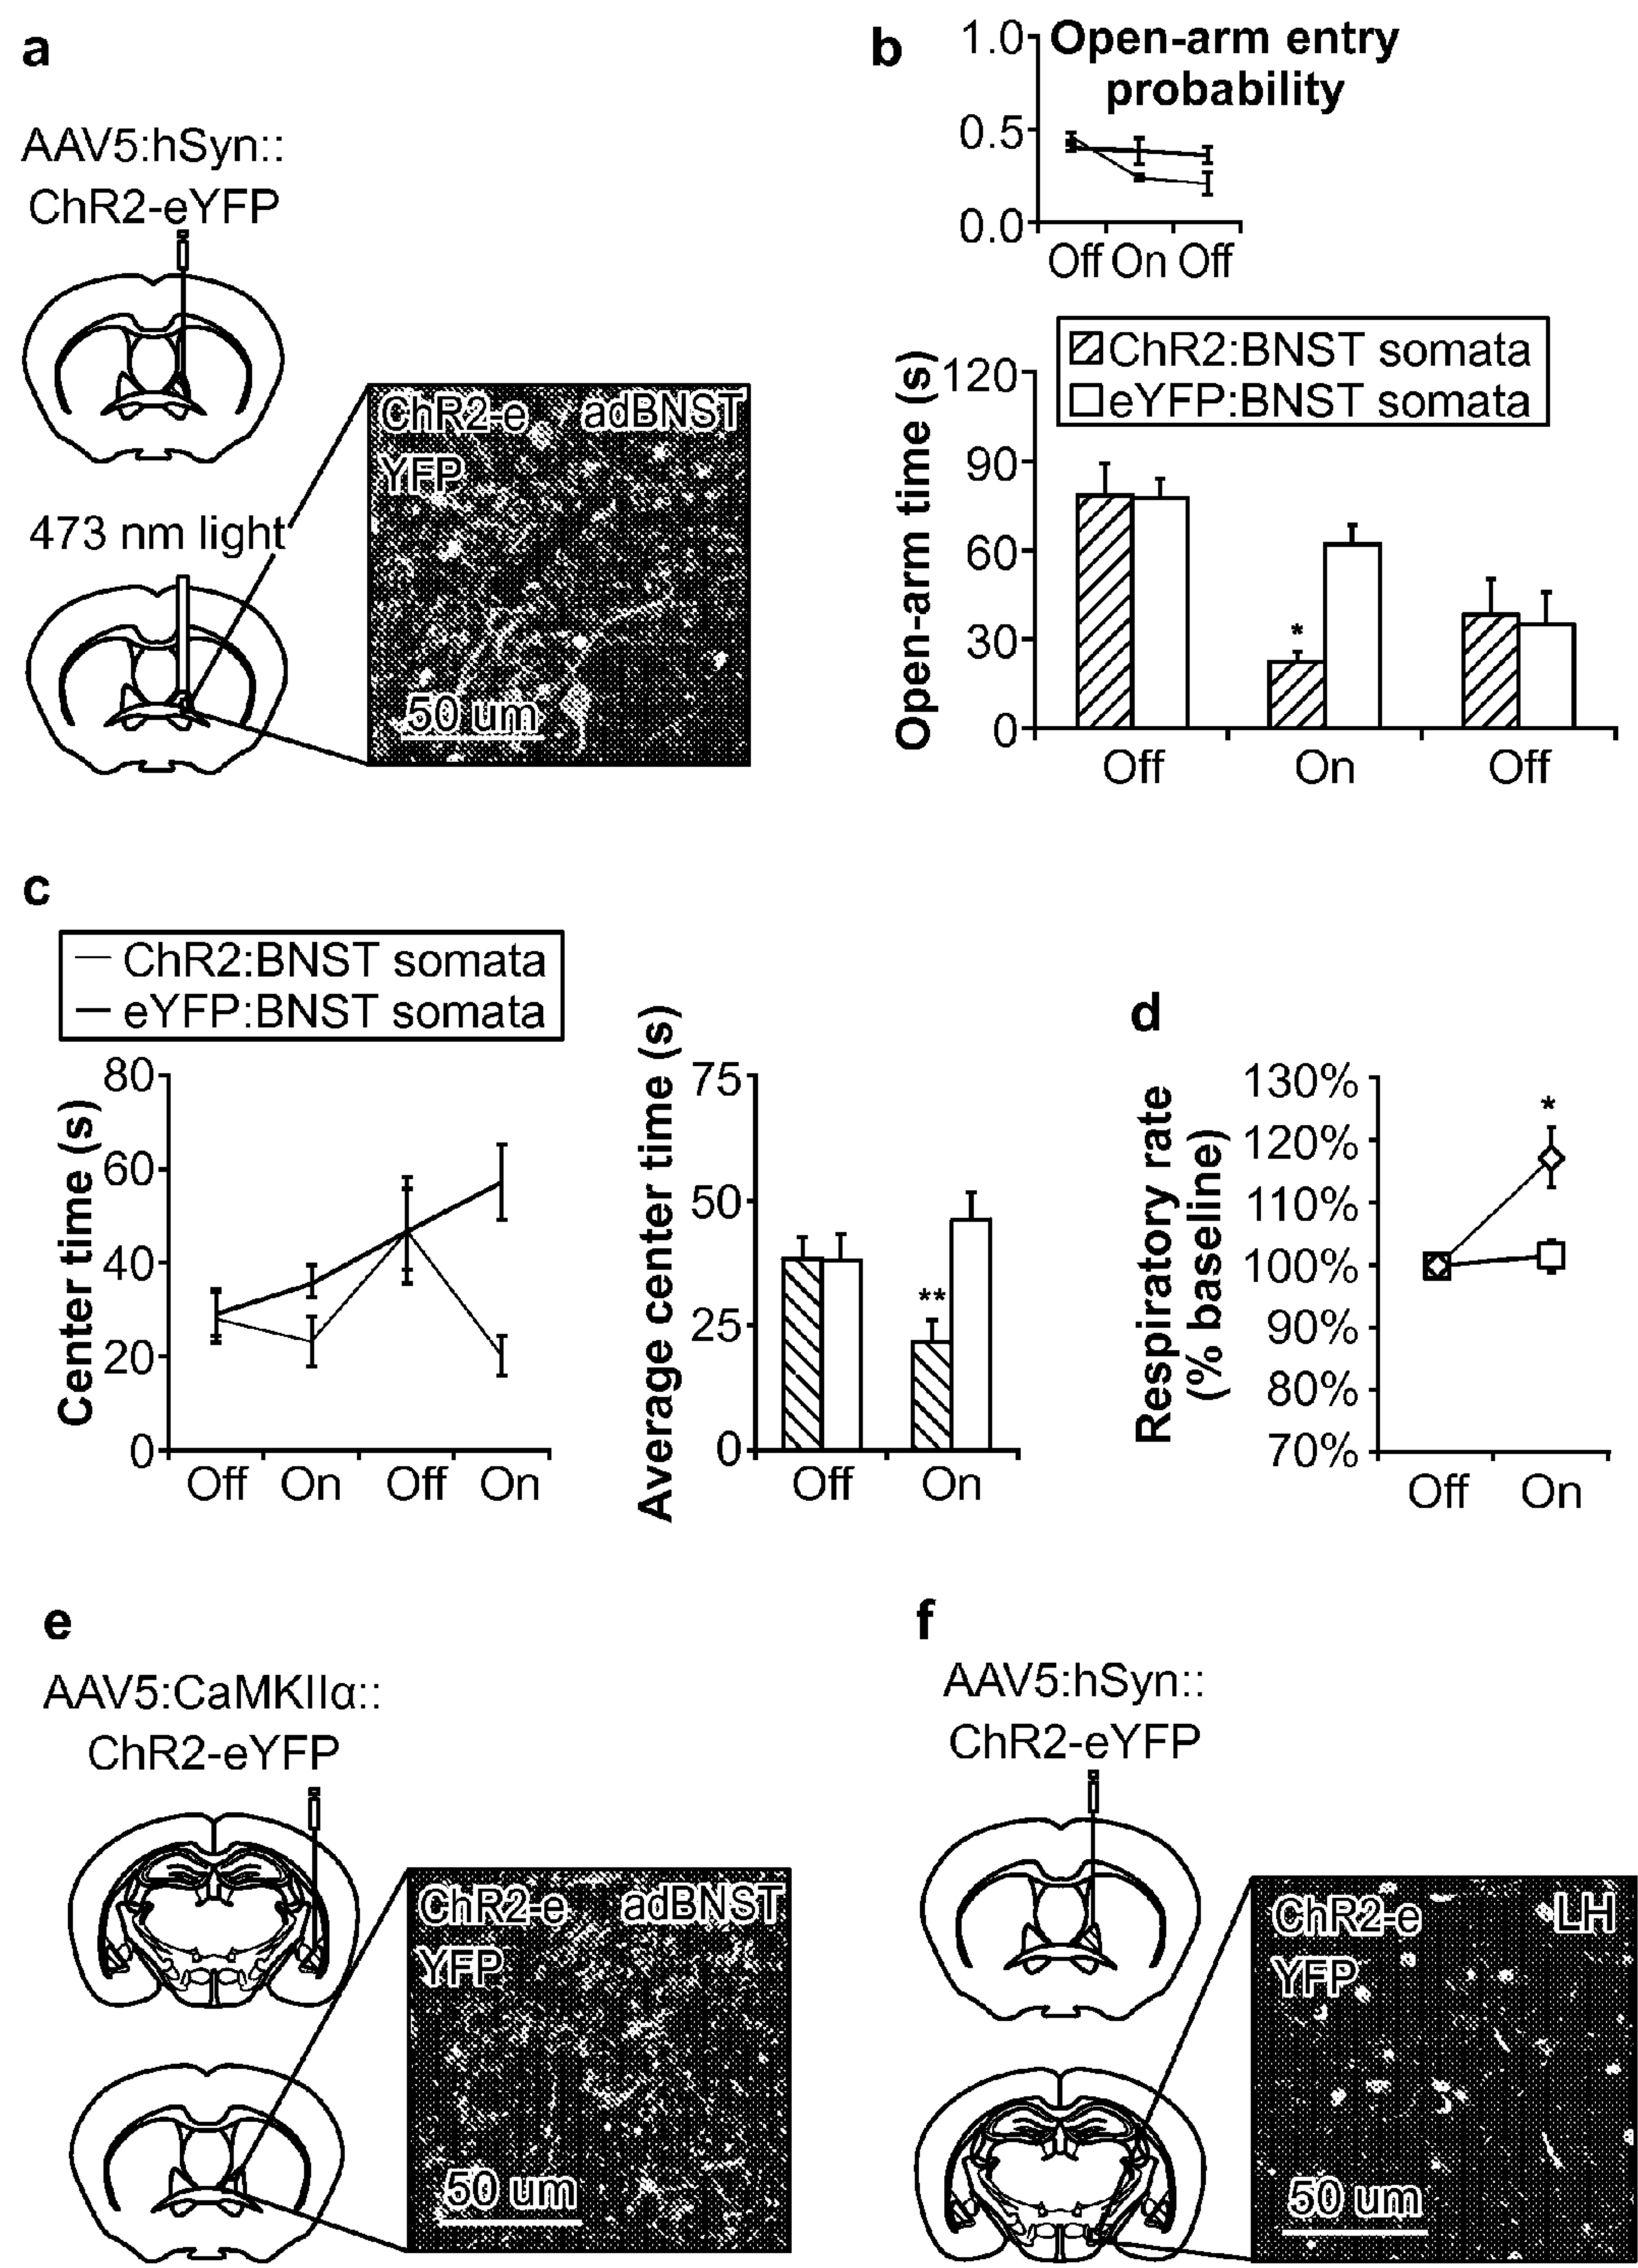 a
AAV5:hSyn::
ChR2-eYFP
473 nm light
ChR2-e
YFP
adBNST
50 um
b
Open-arm entry
probability
1.0
0.5
0.0
Off On Off
ChR2:BNST somata
eYFP:BNST somata
Open-arm time (s)
120
90
60
30
0
*
Off On Off
c
ChR2:BNST somata
eYFP:BNST somata
Center time (s)
80
60
40
20
0
Off On Off On
Average center time (s)
75
50
25
0
**
Off On
d
Respiratory rate
(% baseline)
130%
120%
110%
100%
90%
80%
70%
*
Off On
e
AAV5:CaMKIIα::
ChR2-eYFP
ChR2-e
YFP
adBNST
50 um
f
AAV5:hSyn::
ChR2-eYFP
ChR2-e
YFP
LH
50 um